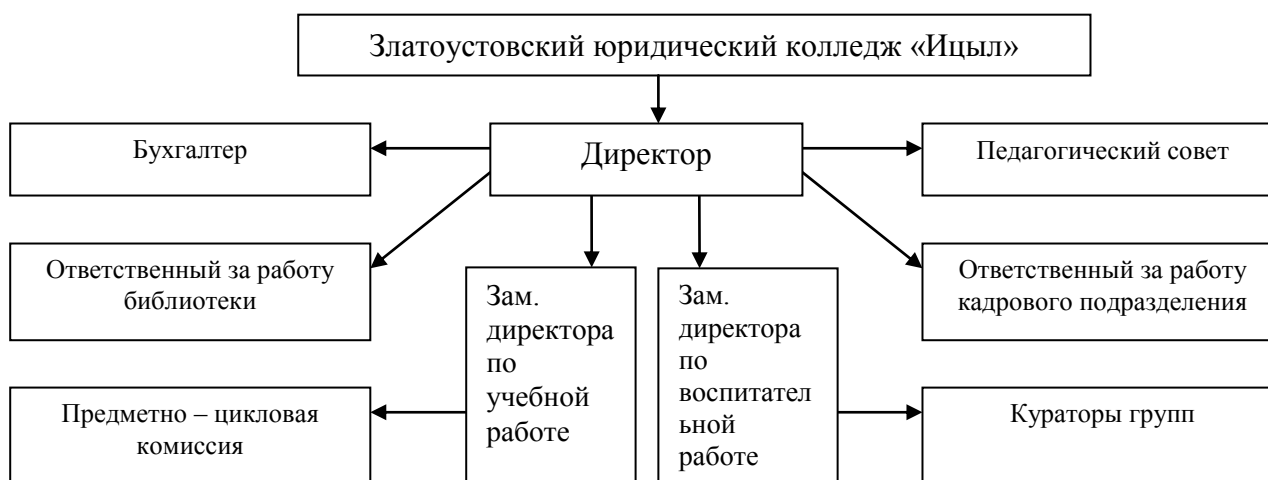 Златоустовский юридический колледж «Ицыл»
Бухгалтер
Директор
Педагогический совет
Ответственный за работу
библиотеки
Зам.
директора
по
учебной
работе
Зам.
директора
по
воспитател
ьной
работе
Ответственный за работу
кадрового подразделения
Предметно – цикловая
комиссия
Кураторы групп